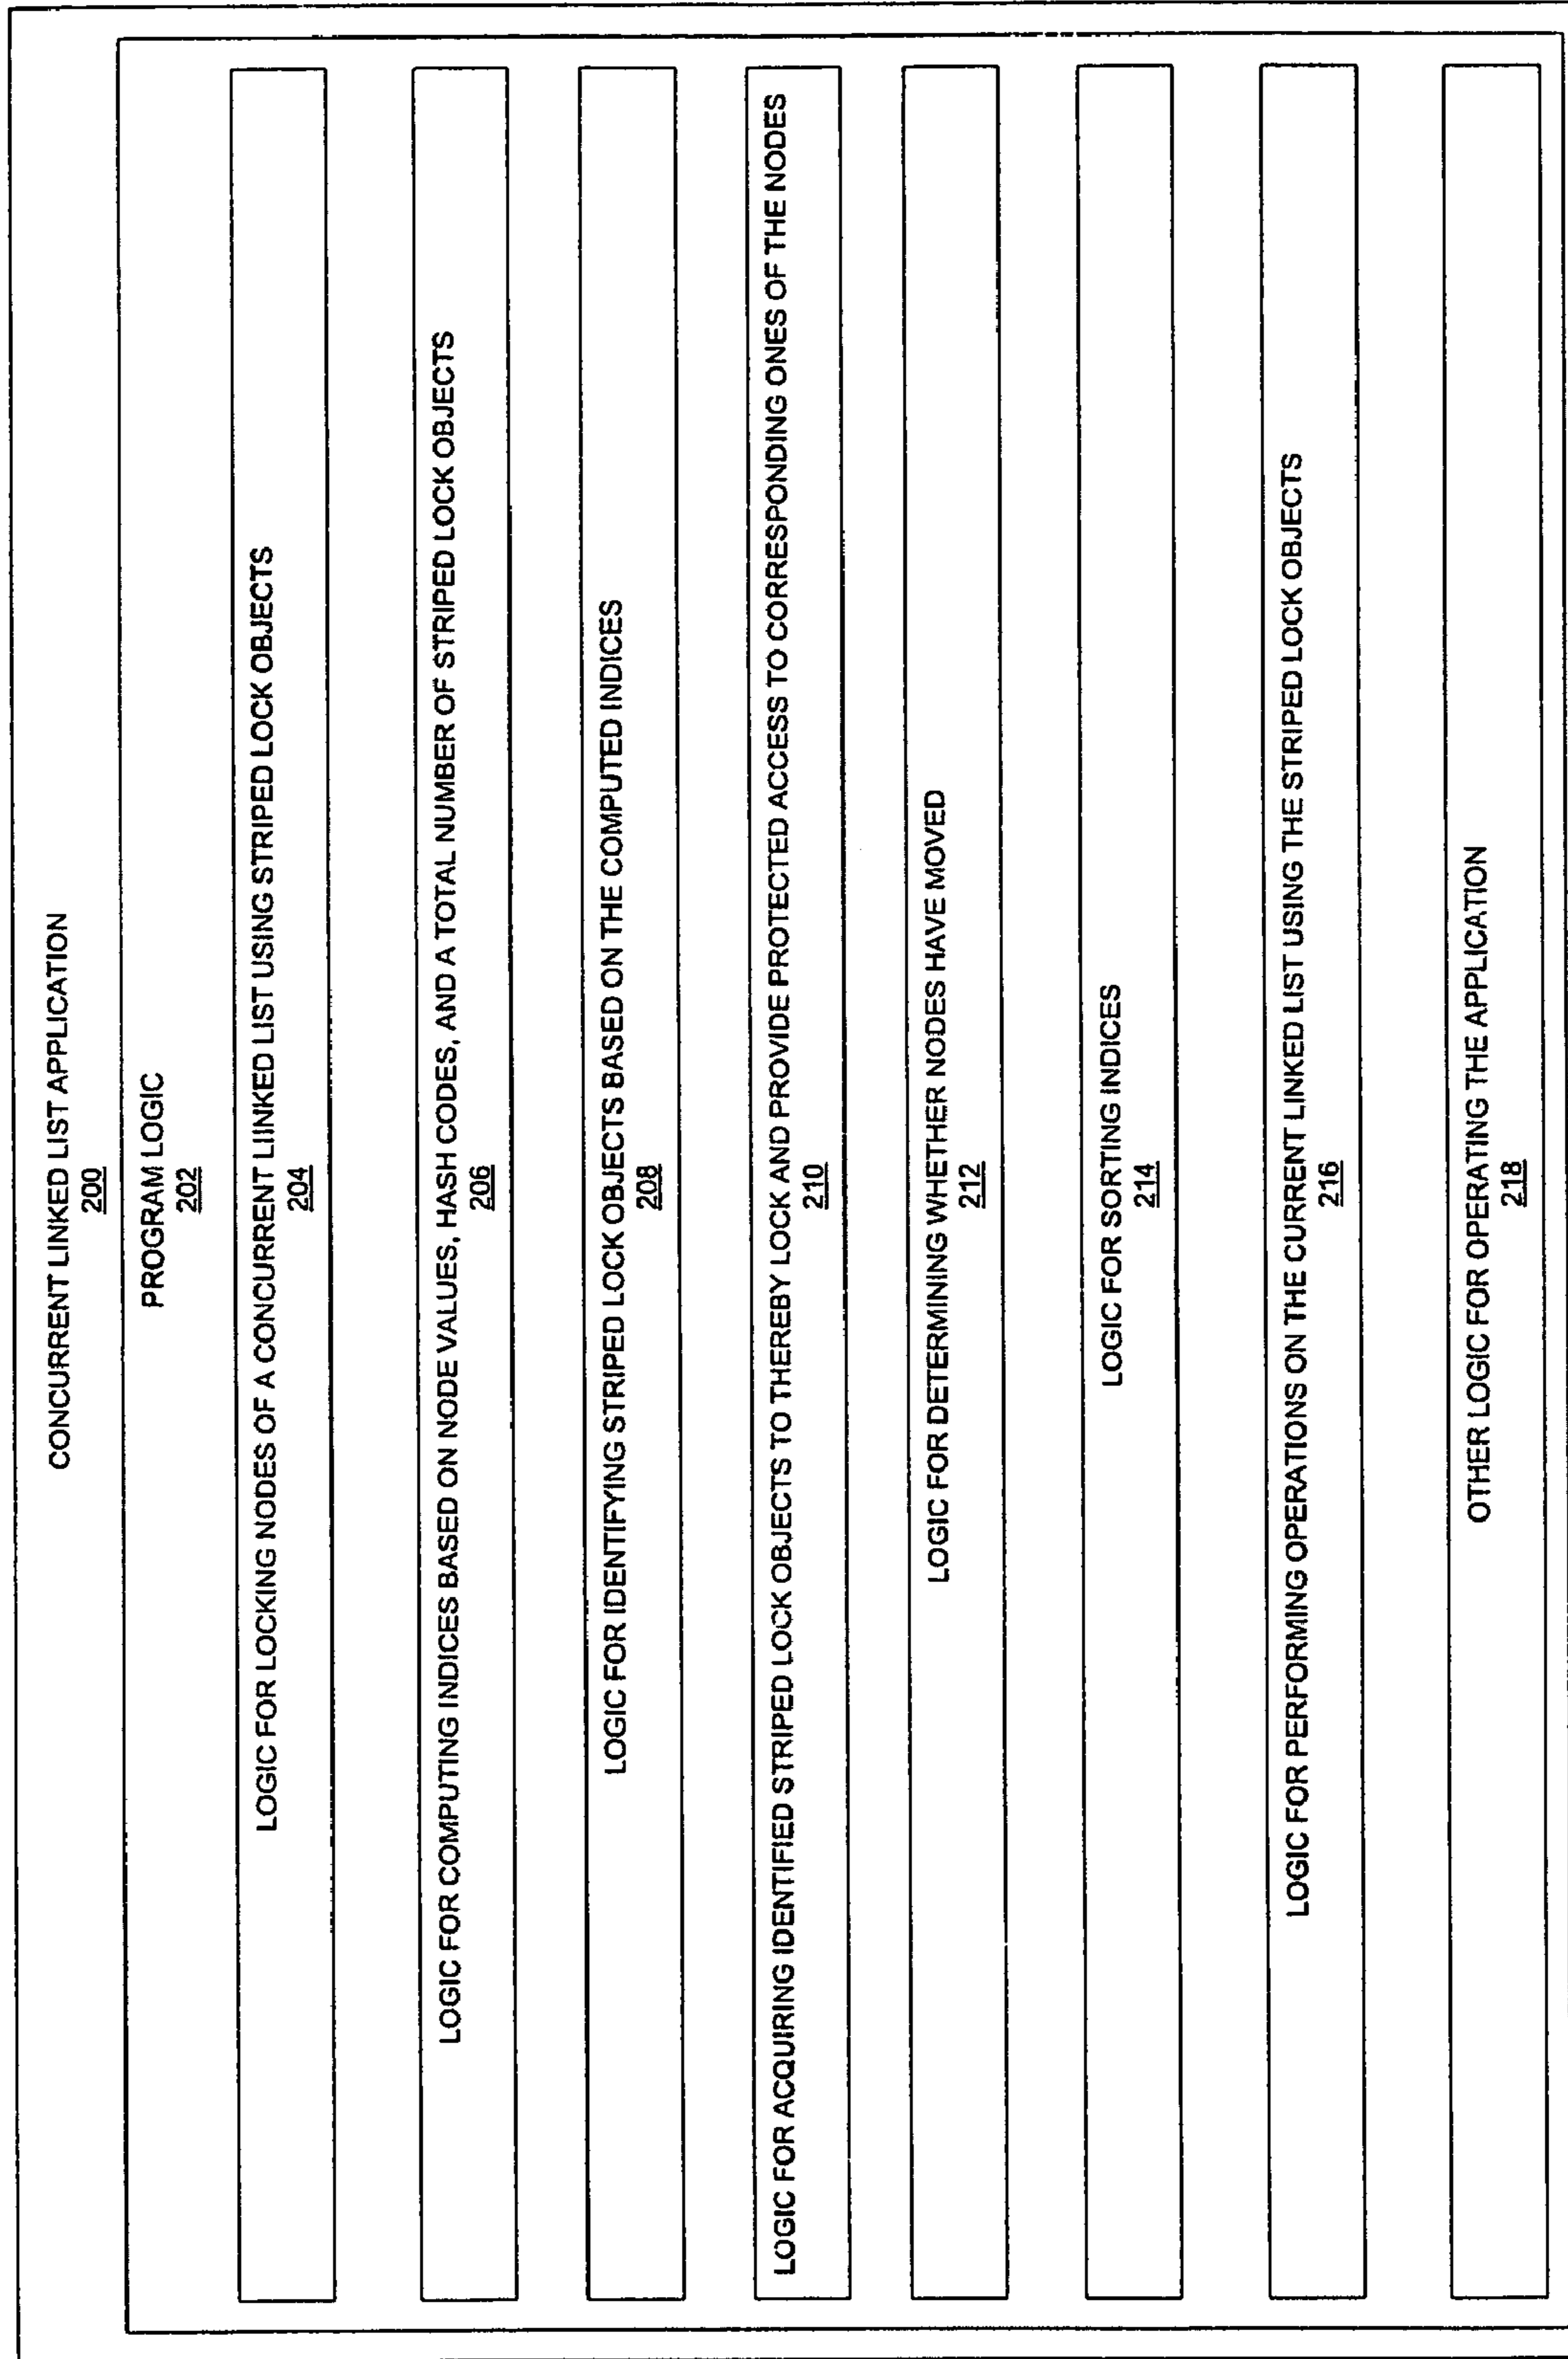 CONCURRENT LINKED LIST APPLICATION
200
PROGRAM LOGIC
202
LOGIC FOR LOCKING NODES OF A CONCURRENT LIINKED LIST USING STRIPED LOCK OBJECTS
204
LOGIC FOR COMPUTING INDICES BASED ON NODE VALUES, HASH CODES, AND A TOTAL NUMBER OF STRIPED LOCK OBJECTS
206
LOGIC FOR IDENTIFYING STRIPED LOCK OBJECTS BASED ON THE COMPUTED INDICES
208
LOGIC FOR ACQUIRING IDENTIFIED STRIPED LOCK OBJECTS TO THEREBY LOCK AND PROVIDE PROTECTED ACCESS TO CORRESPONDING ONES OF THE NODES
210
LOGIC FOR DETERMINING WHETHER NODES HAVE MOVED
212
LOGIC FOR SORTING INDICES
214
LOGIC FOR PERFORMING OPERATIONS ON THE CURRENT LINKED LIST USING THE STRIPED LOCK OBJECTS
216
OTHER LOGIC FOR OPERATING THE APPLICATION
218